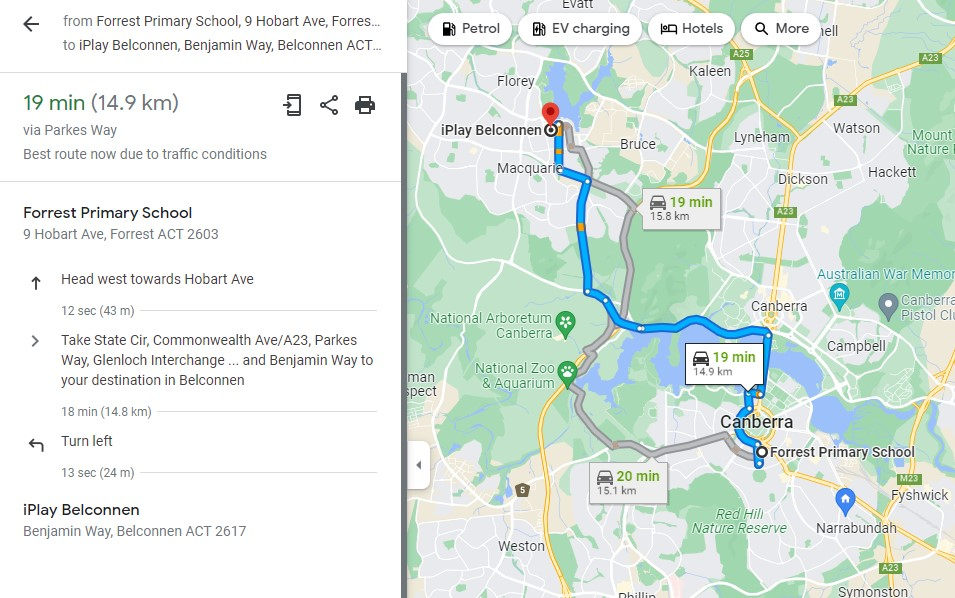 from Forrest Primary School, 9 Hobart Ave, Forres...
to iPlay Belconnen, Benjamin Way, Belconnen ACT...
19 min (14.9 km)
via Parkes Way
Best route now due to traffic conditions
Forrest Primary School
9 Hobart Ave, Forrest ACT 2603
Head west towards Hobart Ave
12 sec (43 m)
Take State Cir, Commonwealth Ave/A23, Parkes
Way, Glenloch Interchange ... and Benjamin Way to
your destination in Belconnen
18 min (14.8 km)
Turn left
13 sec (24 m)
iPlay Belconnen
Benjamin Way, Belconnen ACT 2617
Evatt
Petrol
EV charging
Hotels
More
A25
A23
Kaleen
Florey
A23
iPlay Belconnen
Bruce
Lyneham
Watson
Mount
Nature
Macquarie
Dickson
Hackett
19 min
15.8 km
A23
Australian War Memor
Canberra
Canberra
Pistol Clu
National Arboretum
Canberra
Campbell
19 min
14.9 km
National Zoo
& Aquarium
man
spect
Canberra
Forrest Primary School
20 min
15.1 km
M23
5
Fyshwick
Red Hill
Nature Reserve
Narrabundah
Weston
A23
Phillip
Symonston